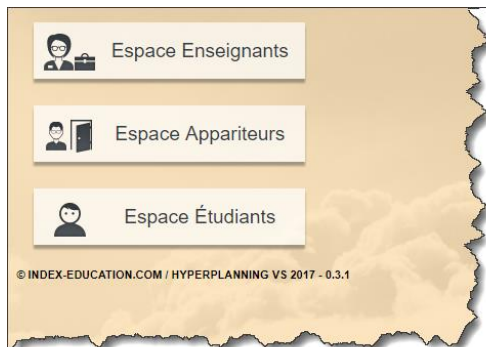 Espace Enseignants
Espace Appariteurs
Espace Étudiants
© INDEX-EDUCATION.COM / HYPERPLANNING VS 2017 - 0.3.1